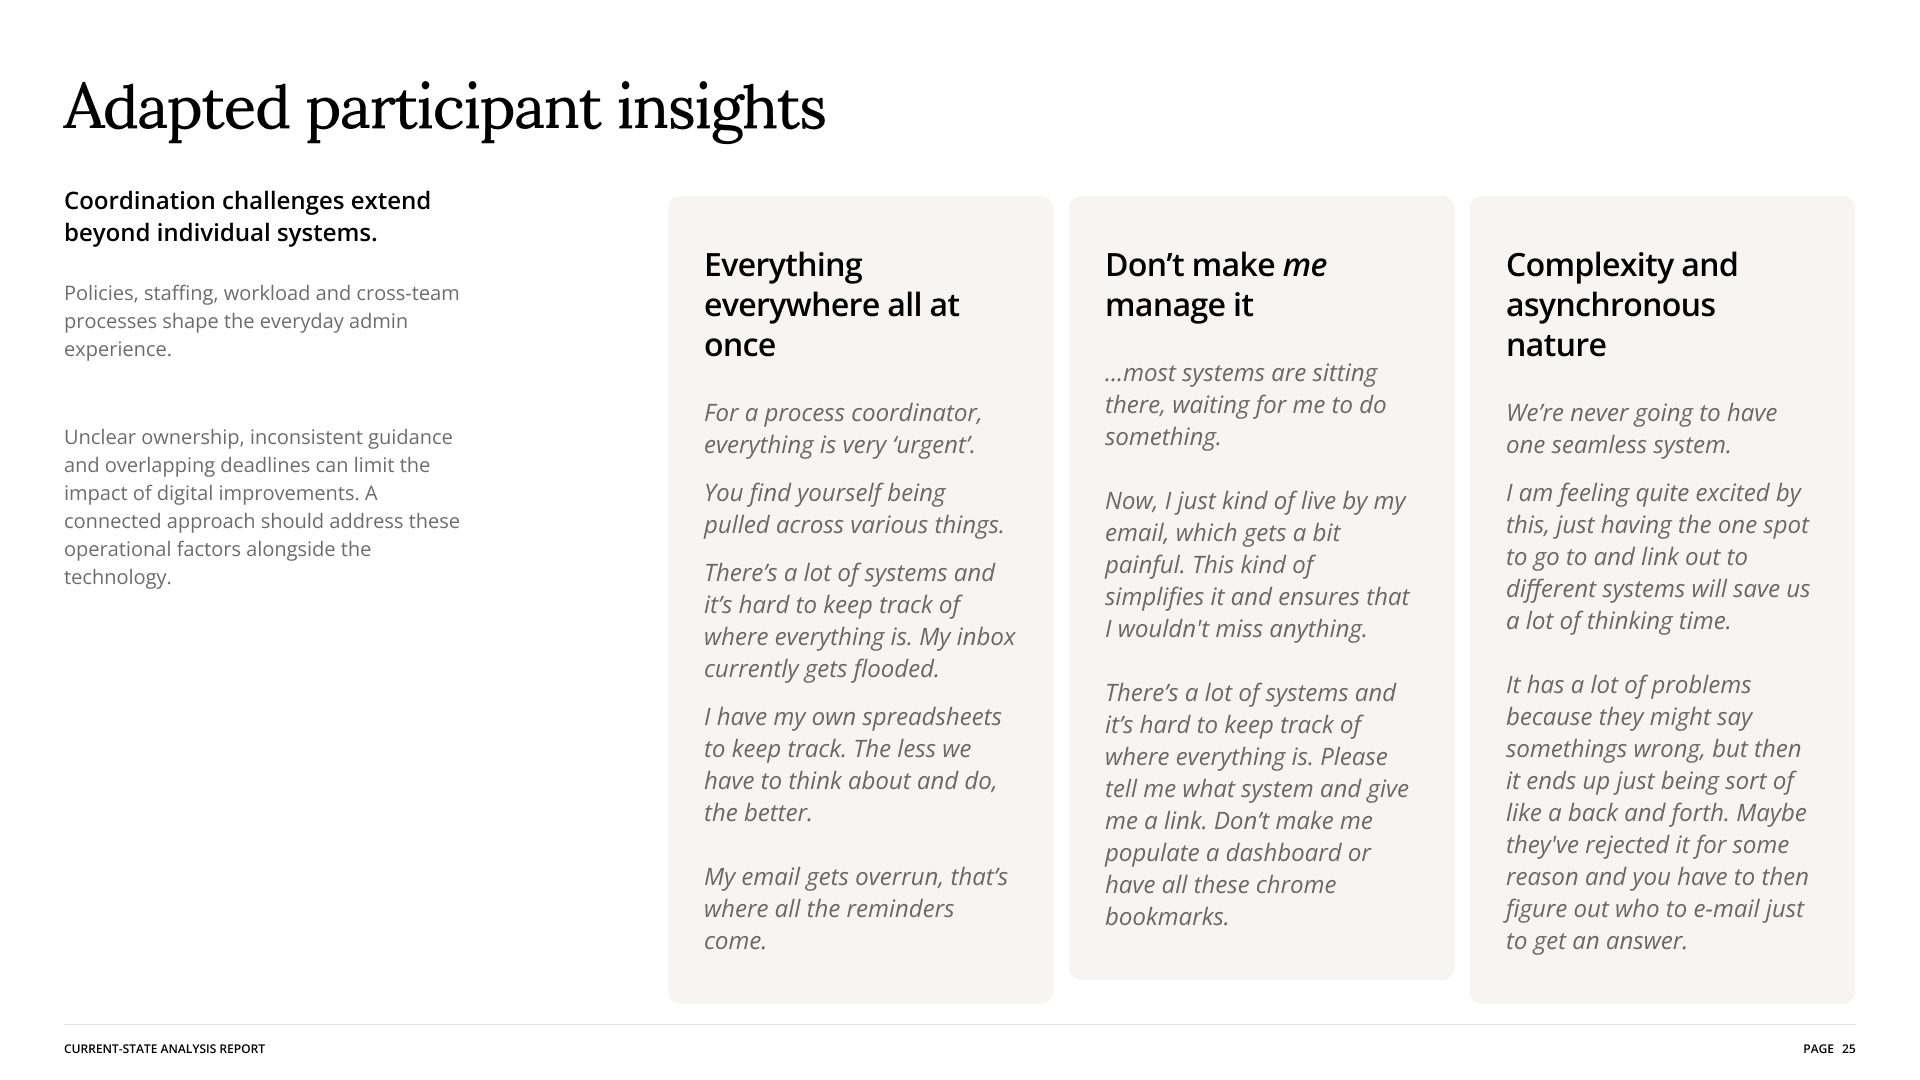 Adapted participant insights
Coordination challenges extend
beyond individual systems.
Policies, staffing, workload and cross-team
processes shape the everyday admin
experience.
Unclear ownership, inconsistent guidance
and overlapping deadlines can limit the
impact of digital improvements. A
connected approach should address these
operational factors alongside the
technology.
Everything
everywhere all at
once
For a process coordinator,
everything is very ‘urgent’.
You find yourself being
pulled across various things.
There’s a lot of systems and
it’s hard to keep track of
where everything is. My inbox
currently gets flooded.
I have my own spreadsheets
to keep track. The less we
have to think about and do,
the better.
My email gets overrun, that’s
where all the reminders
come.
Don’t make me
manage it
...most systems are sitting
there, waiting for me to do
something.
Now, I just kind of live by my
email, which gets a bit
painful. This kind of
simplifies it and ensures that
I wouldn't miss anything.
There’s a lot of systems and
it’s hard to keep track of
where everything is. Please
tell me what system and give
me a link. Don’t make me
populate a dashboard or
have all these chrome
bookmarks.
Complexity and
asynchronous
nature
We’re never going to have
one seamless system.
I am feeling quite excited by
this, just having the one spot
to go to and link out to
different systems will save us
a lot of thinking time.
It has a lot of problems
because they might say
somethings wrong, but then
it ends up just being sort of
like a back and forth. Maybe
they've rejected it for some
reason and you have to then
figure out who to e-mail just
to get an answer.
CURRENT-STATE ANALYSIS REPORT
PAGE 25